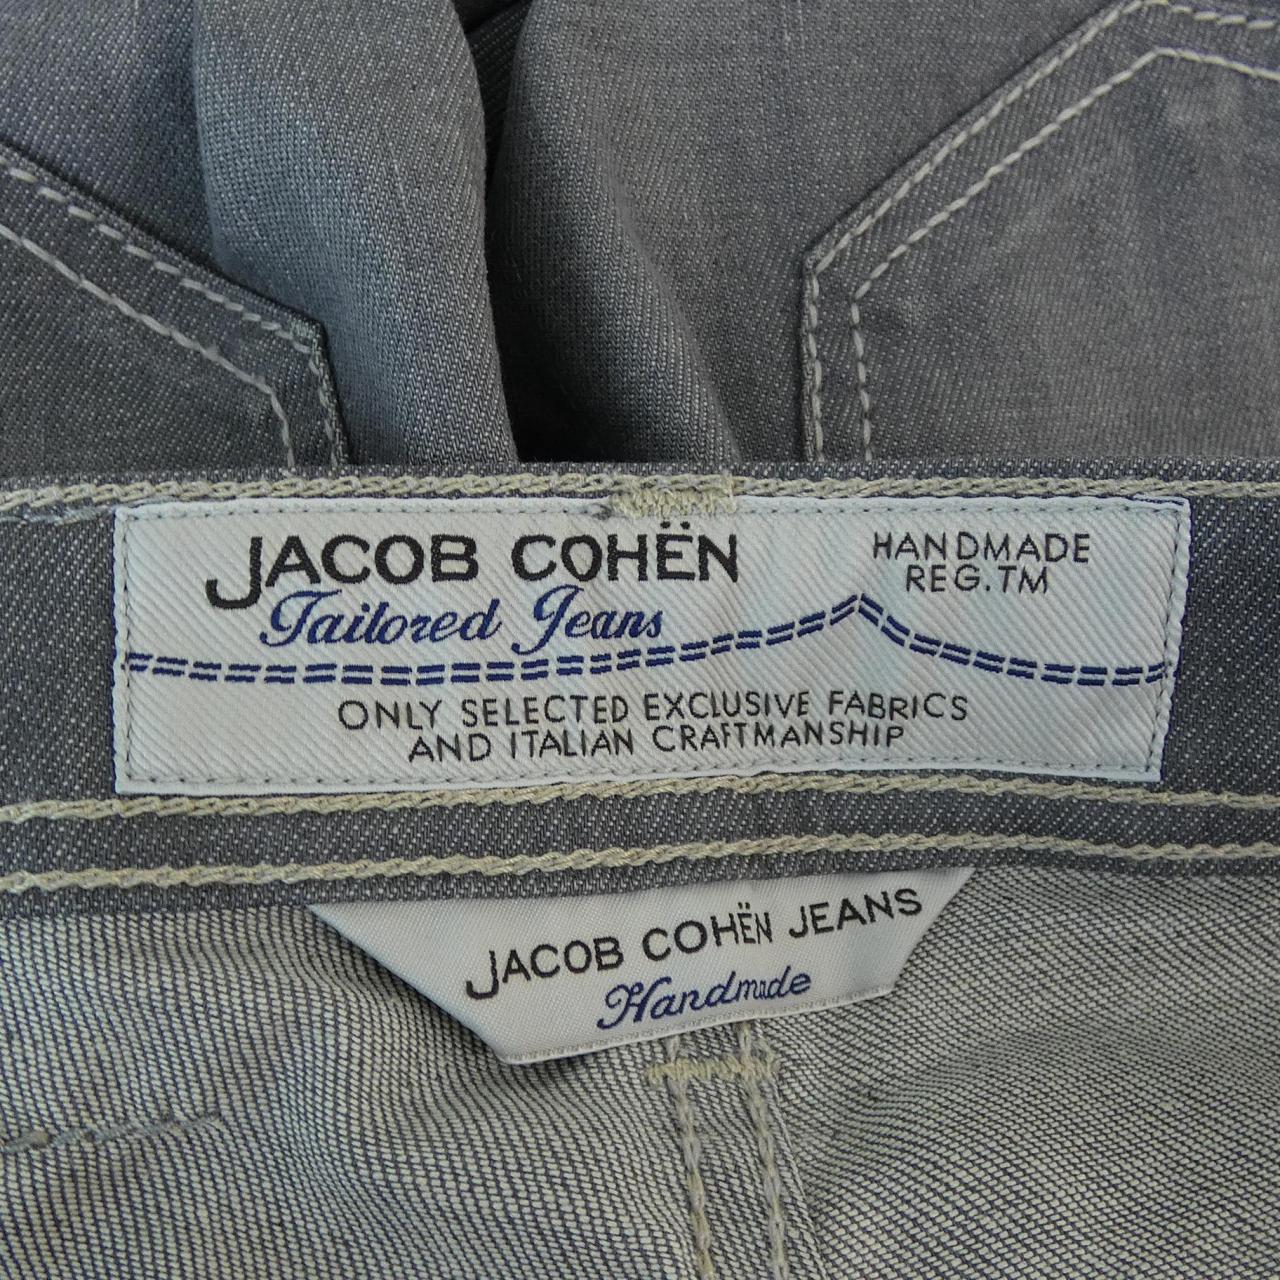 JACOB COHËN
Tailored Jeans
HANDMADE
REG.TM
ONLY SELECTED EXCLUSIVE FABRICS
AND ITALIAN CRAFTMANSHIP
JACOB COHËN JEANS
Handmade